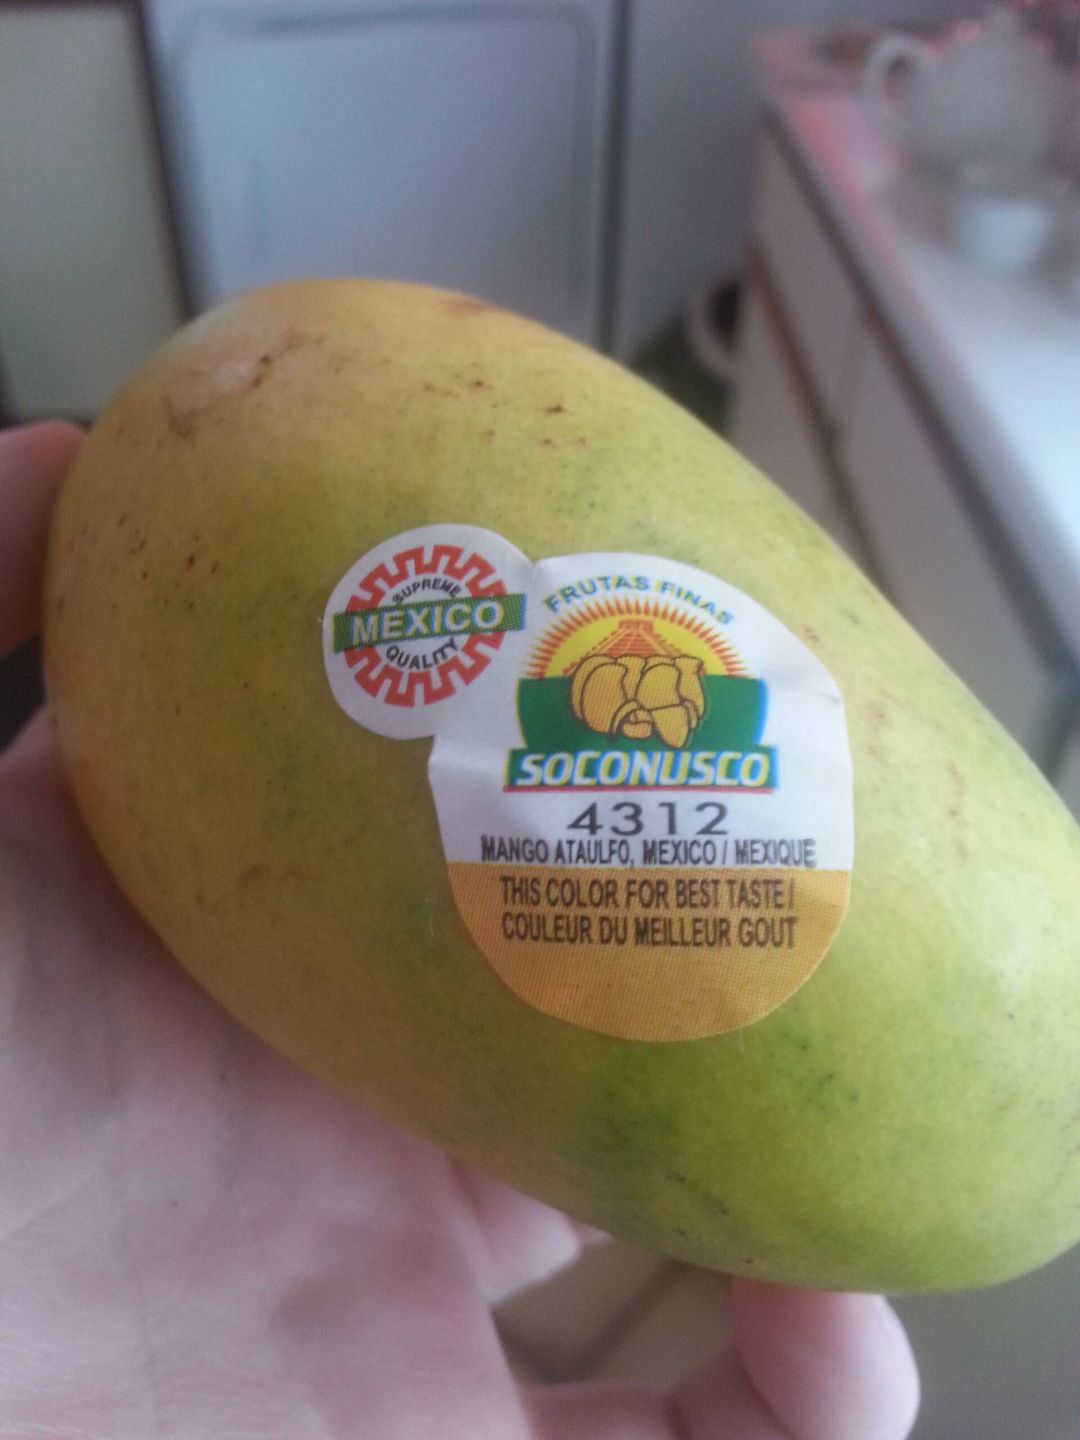 SUPREME
MEXICO
QUALITY
FRUTAS FINAS
SOCONUSCO
4312
MANGO ATAULFO, MEXICO / MEXIQUE
THIS COLOR FOR BEST TASTE /
COULEUR DU MEILLEUR GOUT